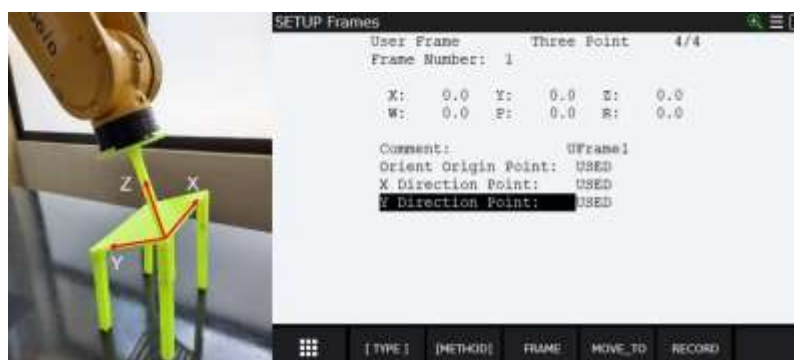 SETUP Frames
User Frame Three Point 4/4
Frame Number: 1
X: 0.0 Y: 0.0 Z: 0.0
W: 0.0 P: 0.0 R: 0.0
Comment: UFrame1
Orient Origin Point: USED
X Direction Point: USED
Y Direction Point: USED
Z X
Y
[ TYPE ] [METHOD] FRAME MOVE_TO RECORD